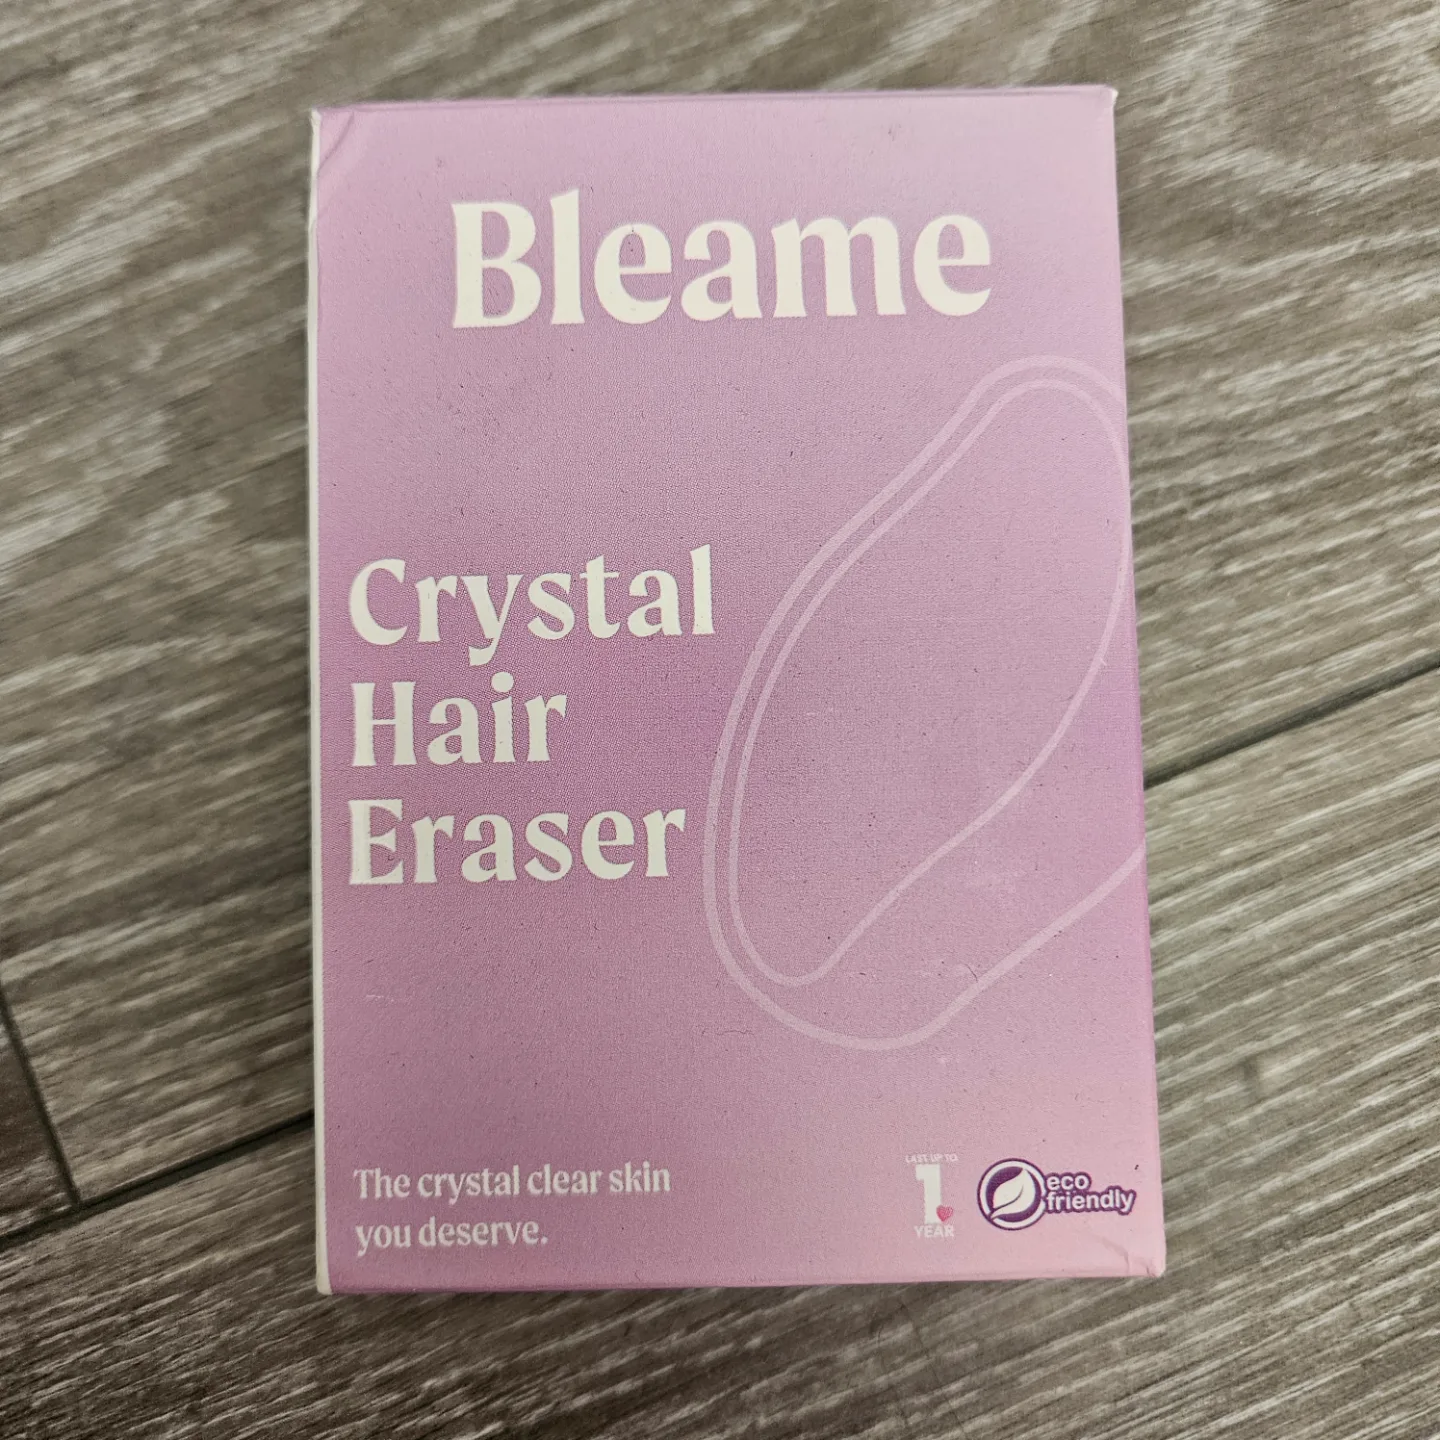 Bleame
Crystal
Hair
Eraser
The crystal clear skin
you deserve.
LAST UP TO
1
YEAR
eco
friendly